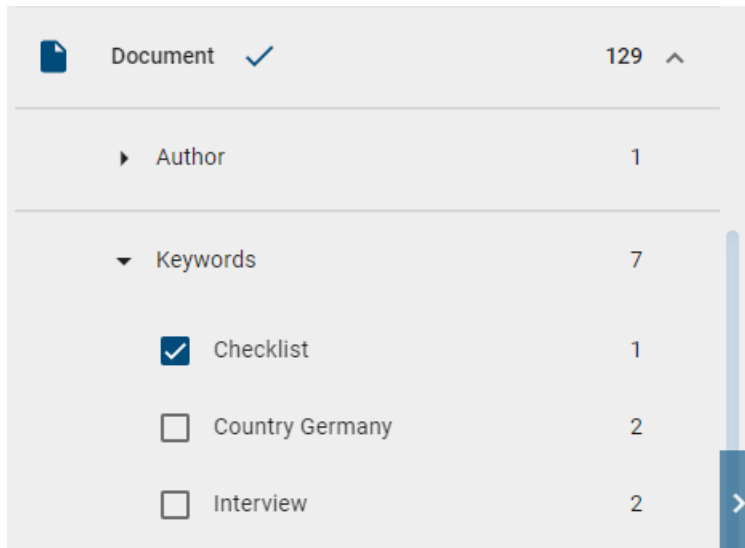 Document 129
Author 1
Keywords 7
Checklist 1
Country Germany 2
Interview 2